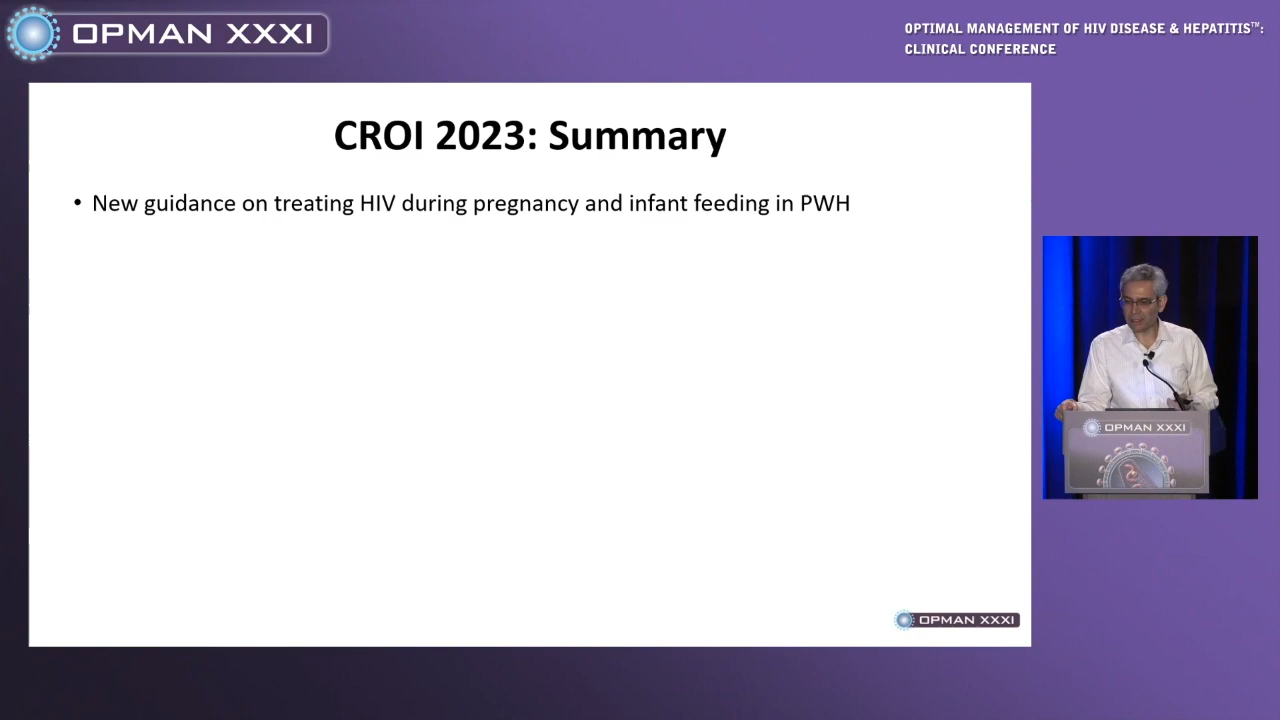 OPMAN XXXI
OPTIMAL MANAGEMENT OF HIV DISEASE & HEPATITIS™:
CLINICAL CONFERENCE
CROI 2023: Summary
• New guidance on treating HIV during pregnancy and infant feeding in PWH
OPMAN XXXI
OPMAN XXXI